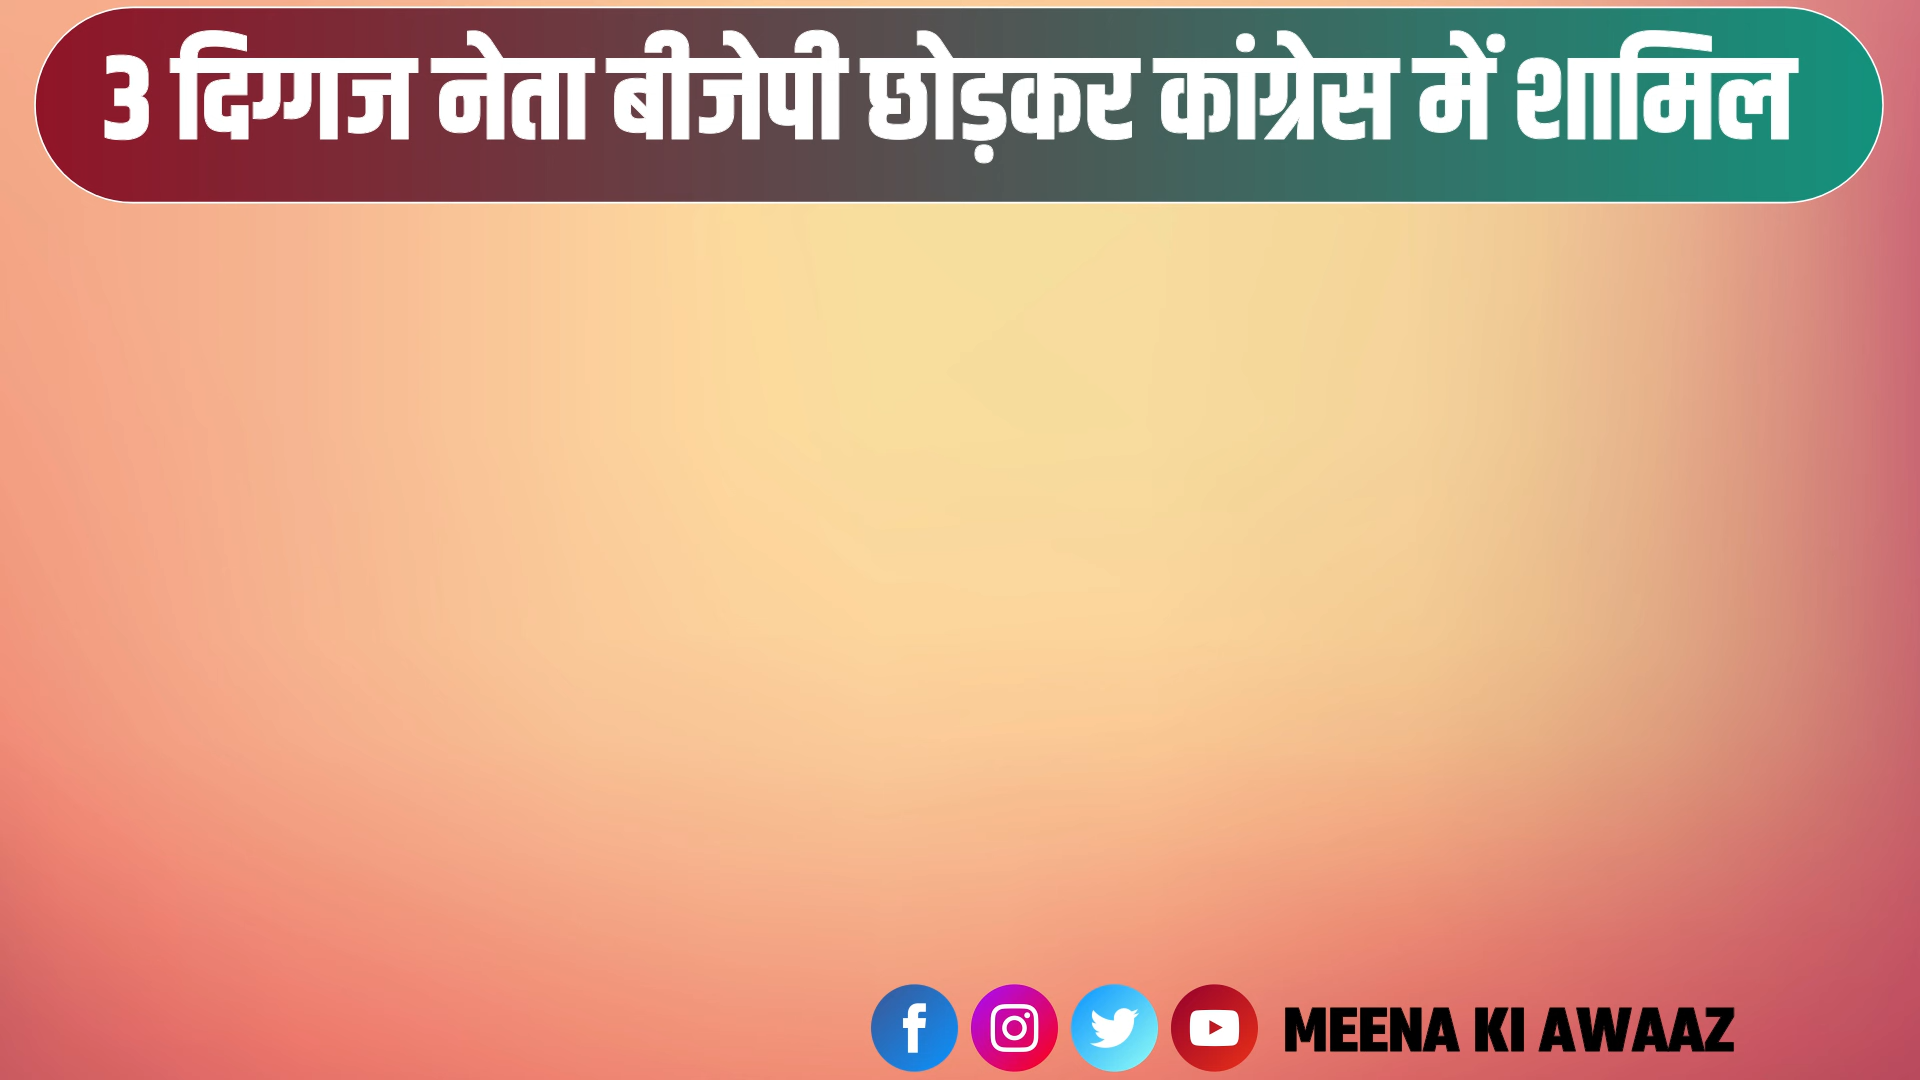 3 दिग्गज नेता बीजेपी छोड़कर कांग्रेस में शामिल
MEENA KI AWAAZ